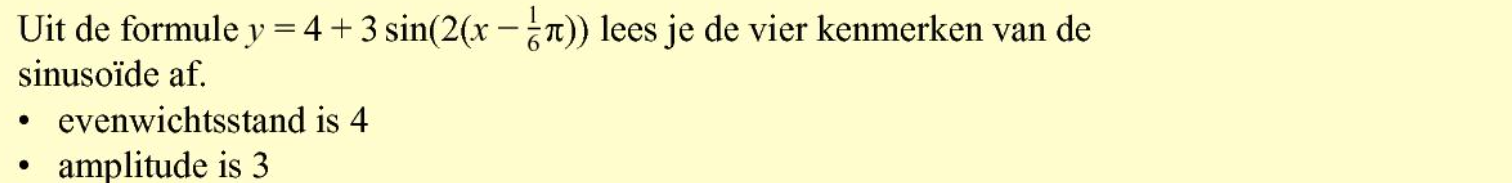 Uit de formule y = 4 + 3 sin(2(x − 1/6 π)) lees je de vier kenmerken van de
sinusoïde af.
• evenwichtsstand is 4
• amplitude is 3